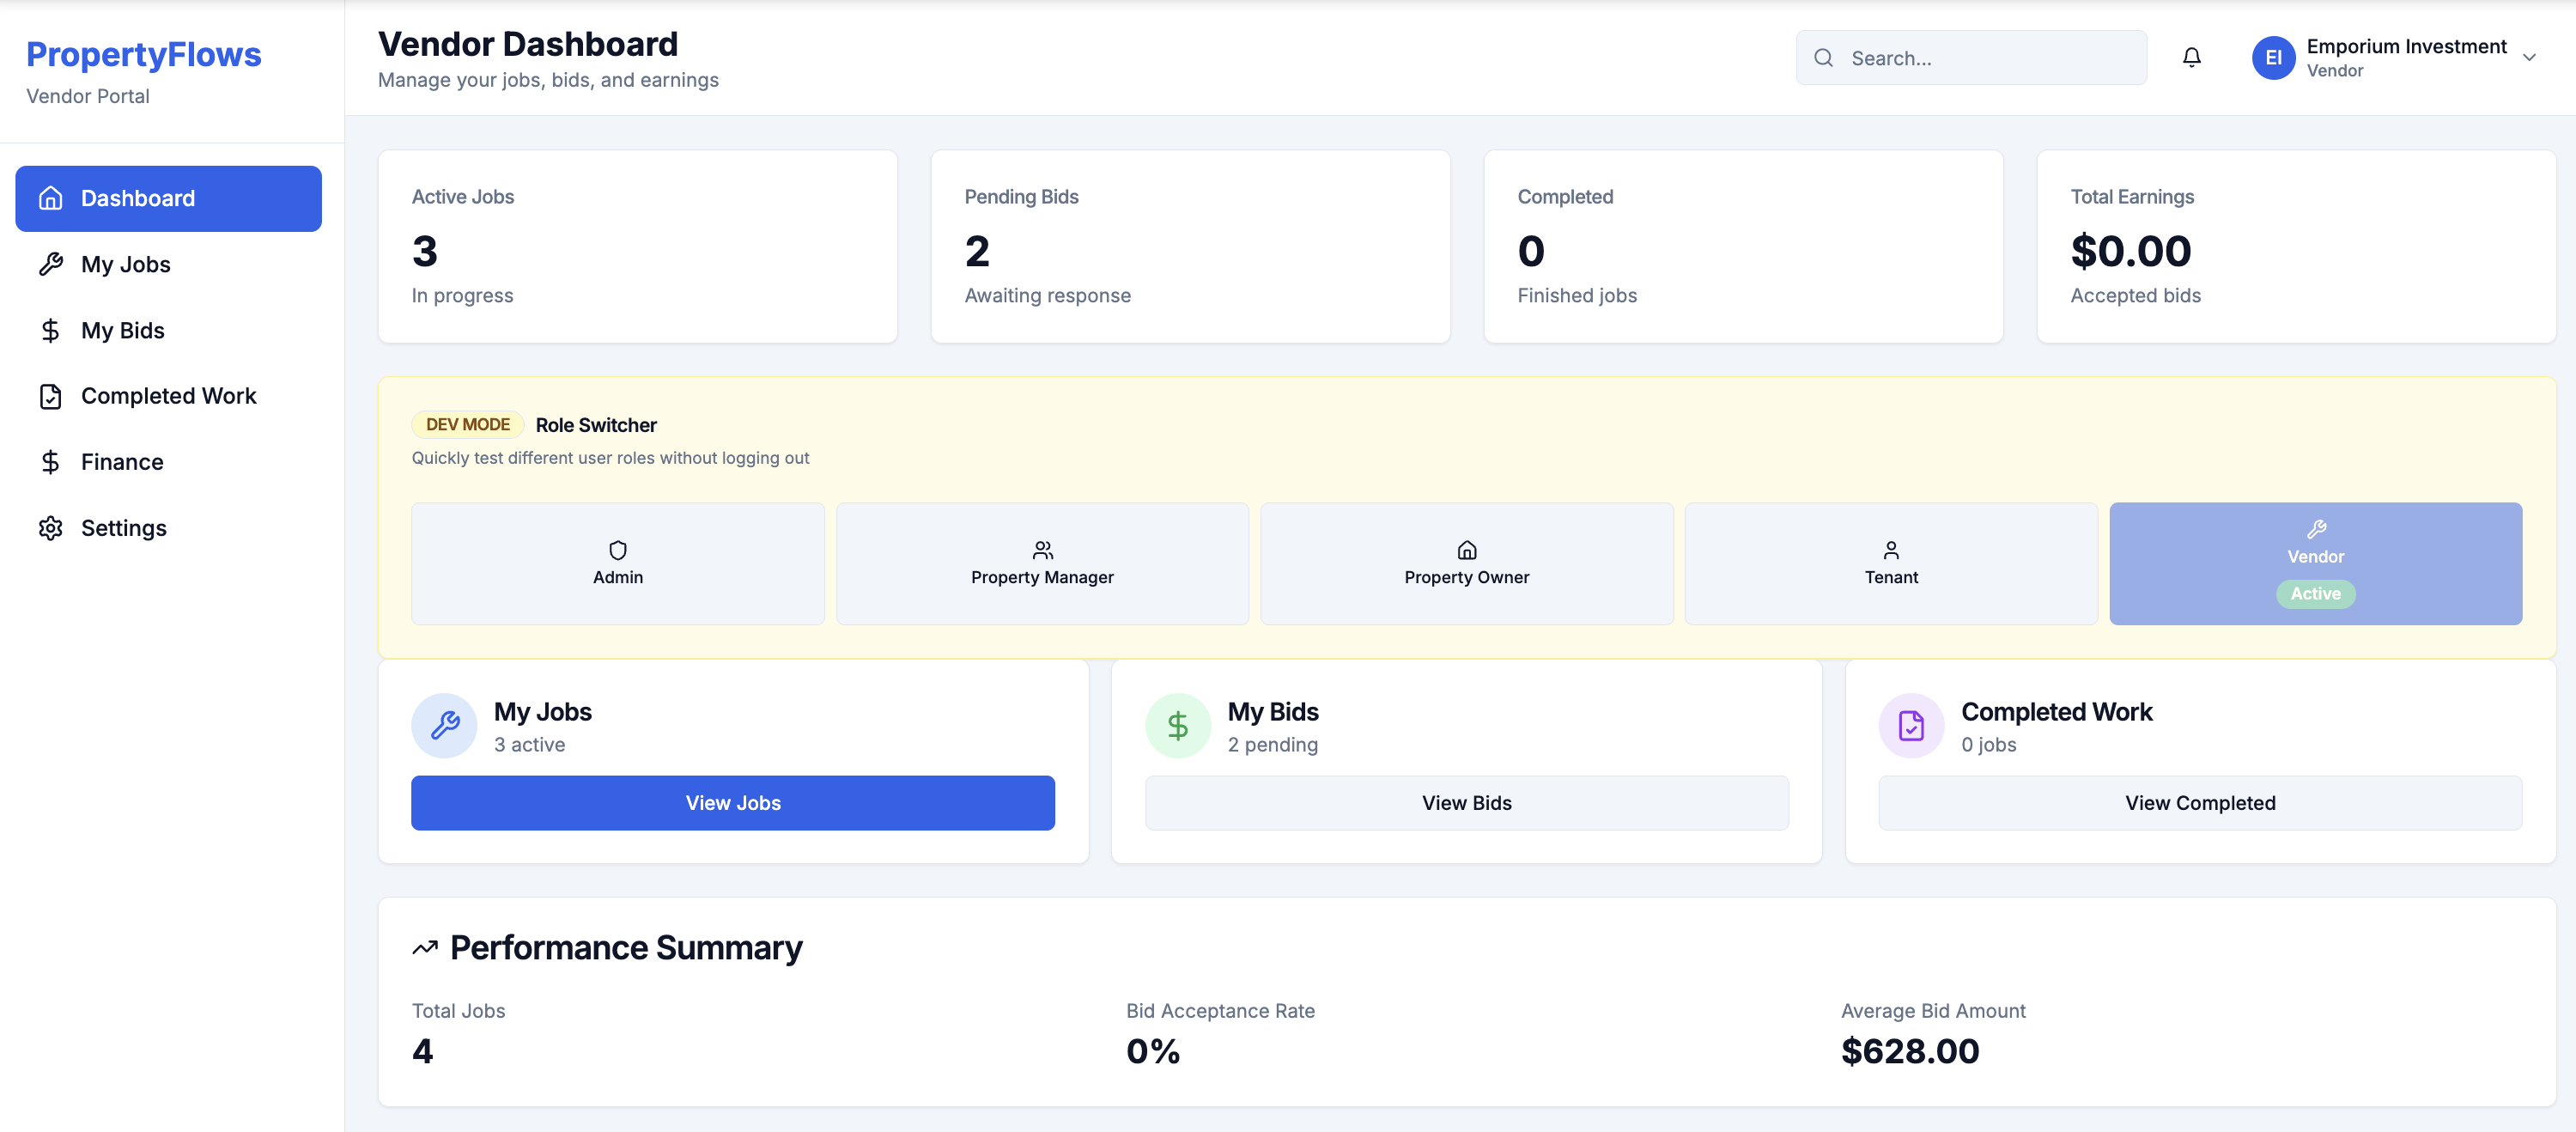 PropertyFlows
Vendor Portal
Dashboard
My Jobs
My Bids
Completed Work
Finance
Settings
Vendor Dashboard
Manage your jobs, bids, and earnings
Search...
EI
Emporium Investment
Vendor
Active Jobs
3
In progress
Pending Bids
2
Awaiting response
Completed
0
Finished jobs
Total Earnings
$0.00
Accepted bids
DEV MODE Role Switcher
Quickly test different user roles without logging out
Admin
Property Manager
Property Owner
Tenant
Vendor
Active
My Jobs
3 active
View Jobs
My Bids
2 pending
View Bids
Completed Work
0 jobs
View Completed
Performance Summary
Total Jobs
4
Bid Acceptance Rate
0%
Average Bid Amount
$628.00